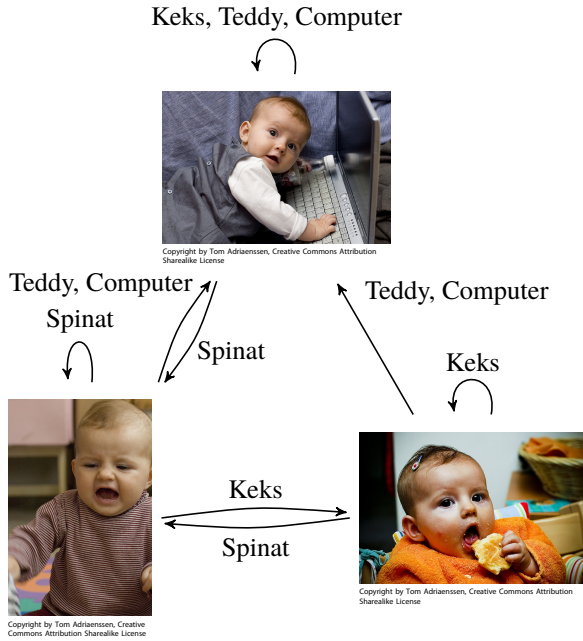 Keks, Teddy, Computer
Copyright by Tom Adriaenssen, Creative Commons Attribution
Sharealike License
Teddy, Computer
Teddy, Computer
Spinat
Spinat
Keks
Keks
Spinat
Copyright by Tom Adriaenssen, Creative Commons Attribution
Sharealike License
Copyright by Tom Adriaenssen, Creative
Commons Attribution Sharealike License